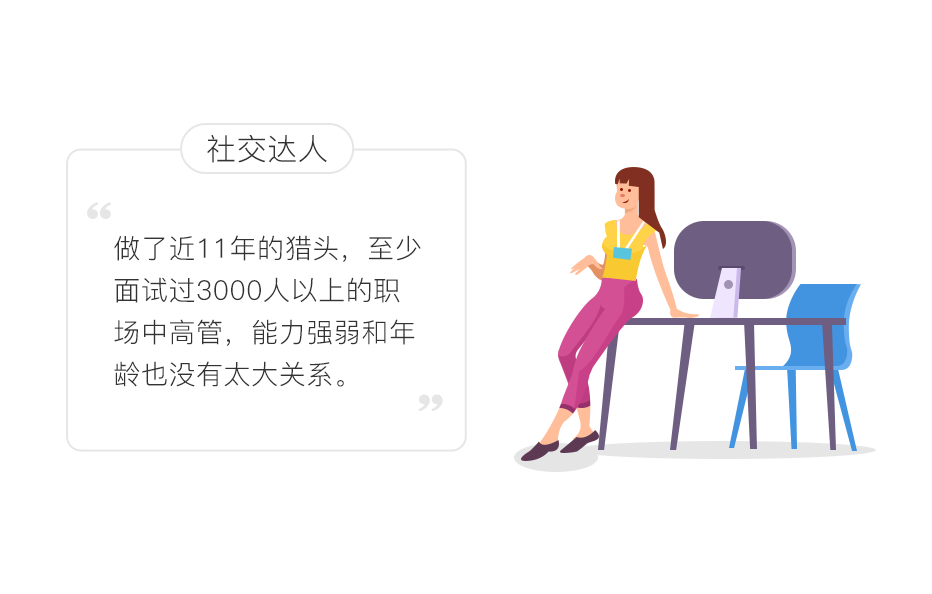 社交达人
“
做了近11年的猎头，至少
面试过3000人以上的职
场中高管，能力强弱和年
龄也没有太大关系。
”